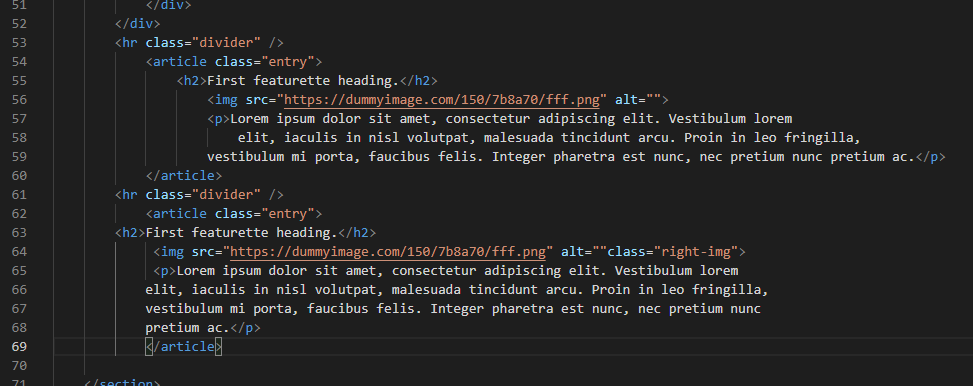 51 </div>
52 </div>
53 <hr class="divider" />
54 <article class="entry">
55 <h2>First featurette heading.</h2>
56 <img src="https://dummyimage.com/150/7b8a70/fff.png" alt="">
57 <p>Lorem ipsum dolor sit amet, consectetur adipiscing elit. Vestibulum lorem
58 elit, iaculis in nisl volutpat, malesuada tincidunt arcu. Proin in leo fringilla,
59 vestibulum mi porta, faucibus felis. Integer pharetra est nunc, nec pretium nunc pretium ac.</p>
60 </article>
61 <hr class="divider" />
62 <article class="entry">
63 <h2>First featurette heading.</h2>
64 <img src="https://dummyimage.com/150/7b8a70/fff.png" alt=""class="right-img">
65 <p>Lorem ipsum dolor sit amet, consectetur adipiscing elit. Vestibulum lorem
66 elit, iaculis in nisl volutpat, malesuada tincidunt arcu. Proin in leo fringilla,
67 vestibulum mi porta, faucibus felis. Integer pharetra est nunc, nec pretium nunc
68 pretium ac.</p>
69 </article>
70
71 </section>